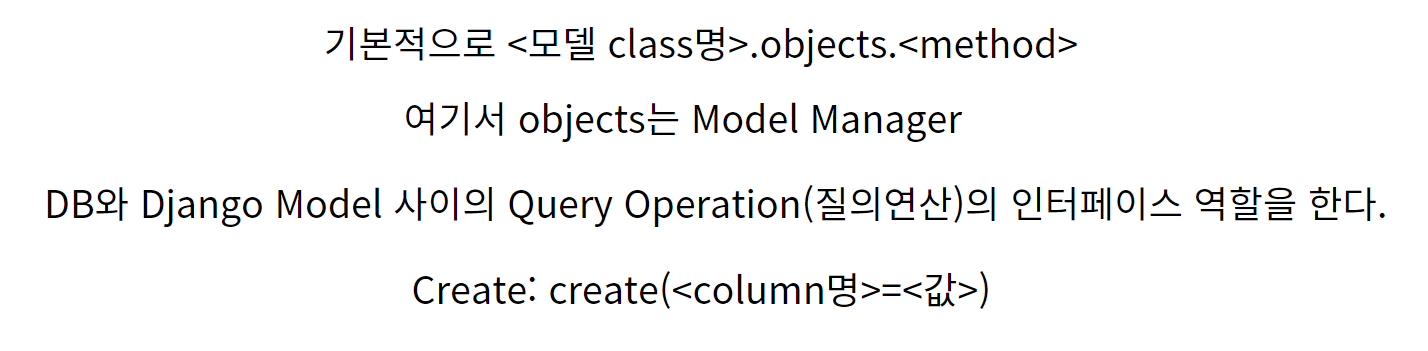 기본적으로 <모델 class명>.objects.<method>
여기서 objects는 Model Manager
DB와 Django Model 사이의 Query Operation(질의연산)의 인터페이스 역할을 한다.
Create: create(<column명>=<값>)